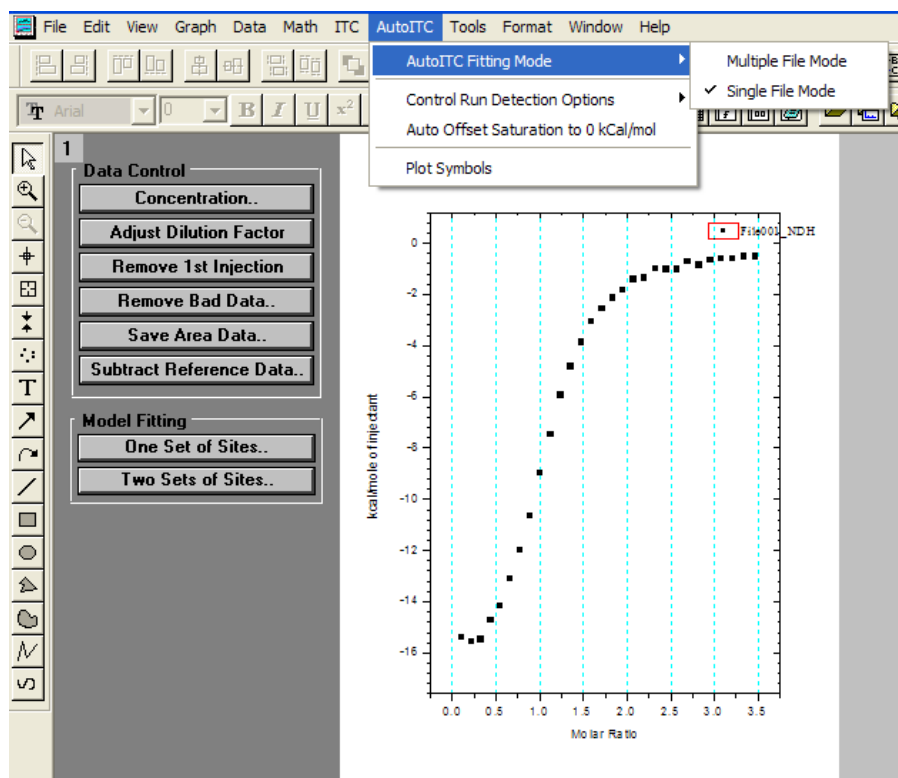 File Edit View Graph Data Math ITC AutoITC Tools Format Window Help
AutoITC Fitting Mode
Multiple File Mode
Single File Mode
Control Run Detection Options
Auto Offset Saturation to 0 kCal/mol
Plot Symbols
Arial 0 B I U x²
1
Data Control
Concentration..
Adjust Dilution Factor
Remove 1st Injection
Remove Bad Data..
Save Area Data..
Subtract Reference Data..
Model Fitting
One Set of Sites..
Two Sets of Sites..
T
File001_NDH
0
-2
-4
-6
-8
-10
-12
-14
-16
kcal/mole of injectant
0.0 0.5 1.0 1.5 2.0 2.5 3.0 3.5
Molar Ratio